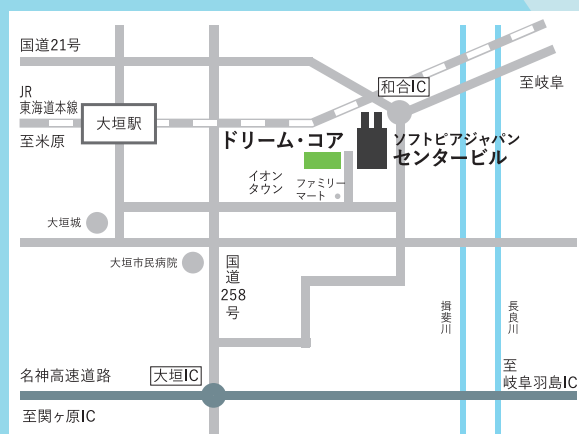 国道21号
JR
東海道本線
至米原
大垣駅
和合IC
至岐阜
ドリーム・コア
ソフトピアジャパン
センタービル
イオン
タウン
ファミリー
マート
大垣城
大垣市民病院
国
道
258
号
揖斐川
長良川
名神高速道路
大垣IC
至
岐阜羽島IC
至関ヶ原IC